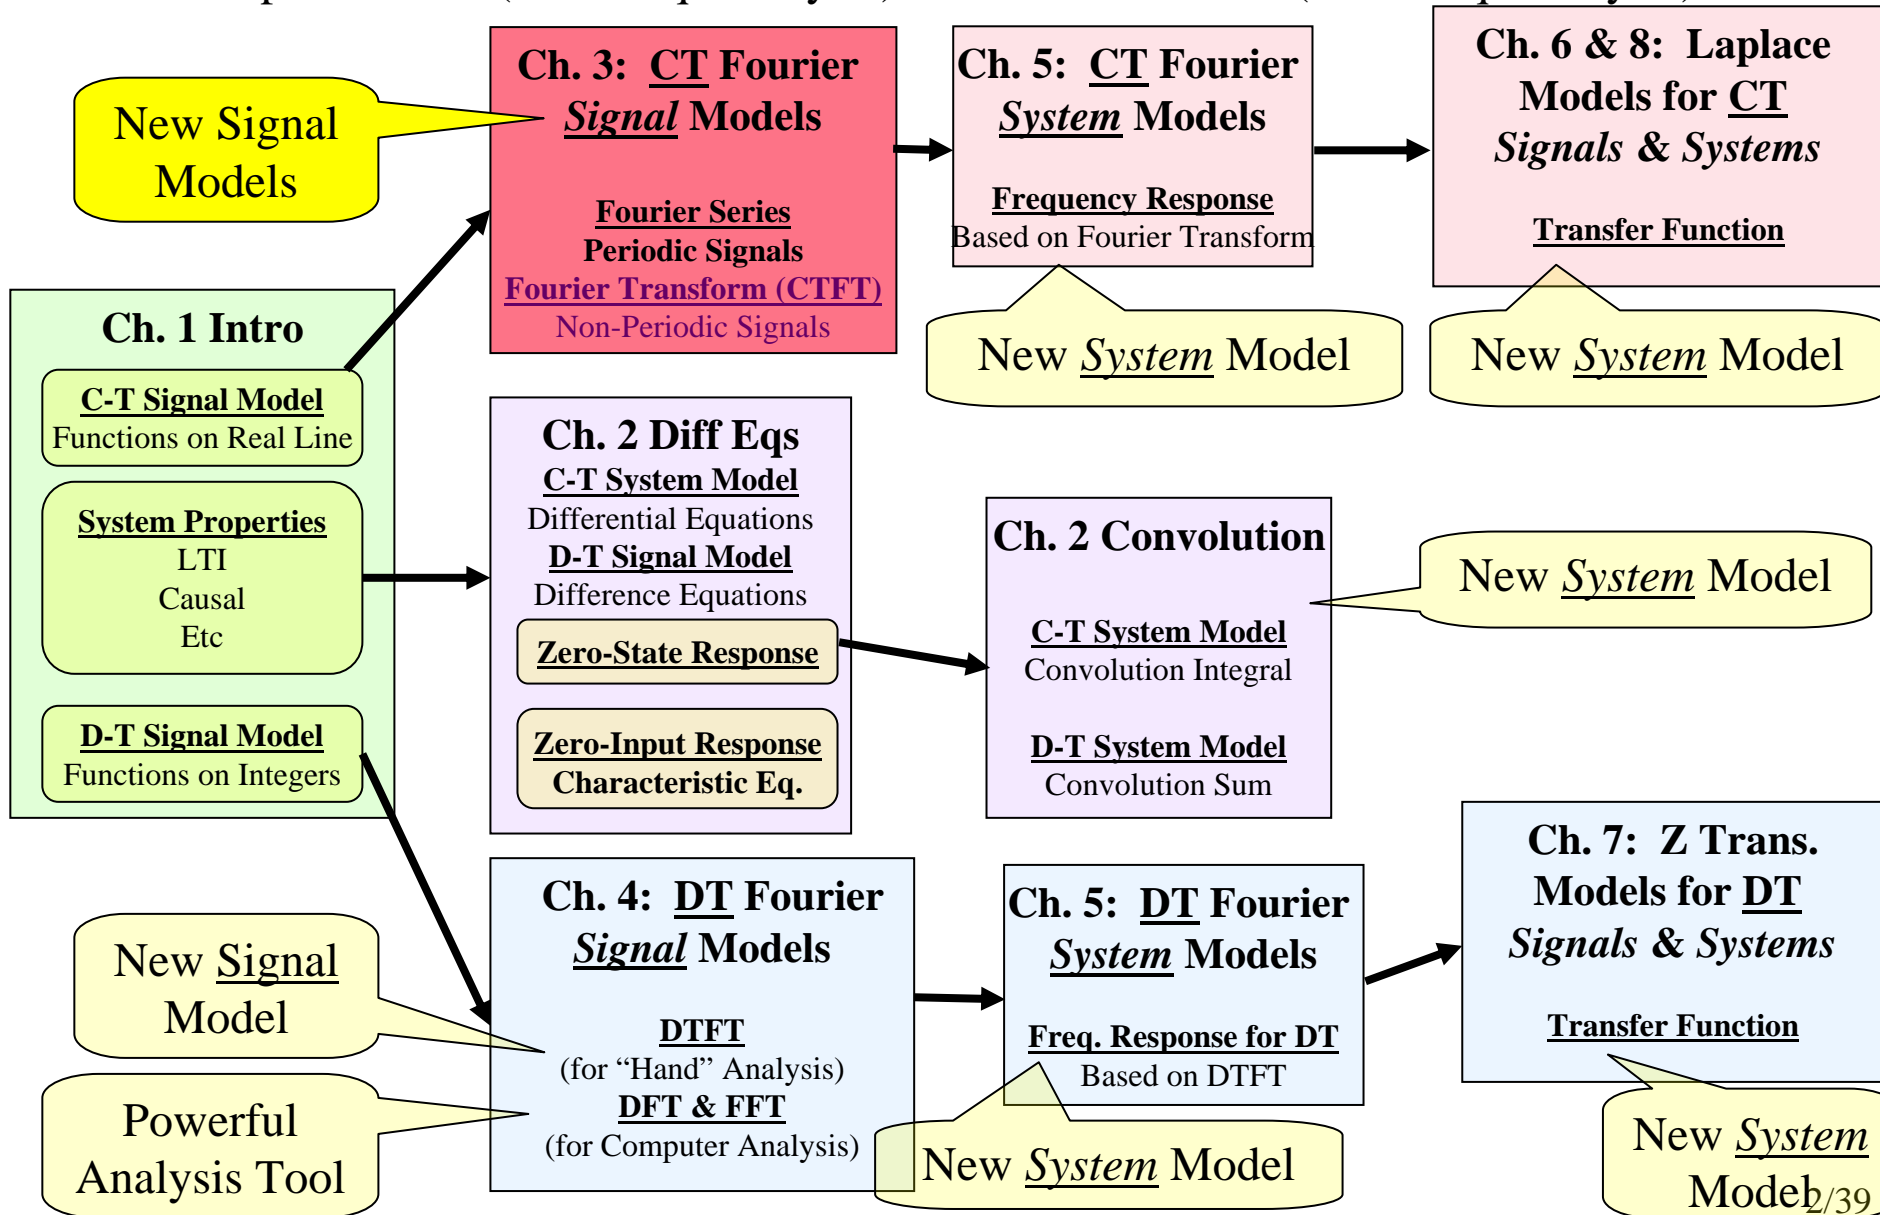 New Signal
Models
Ch. 3: CT Fourier
Signal Models
Fourier Series
Periodic Signals
Fourier Transform (CTFT)
Non-Periodic Signals
Ch. 5: CT Fourier
System Models
Frequency Response
Based on Fourier Transform
New System Model
Ch. 6 & 8: Laplace
Models for CT
Signals & Systems
Transfer Function
New System Model
Ch. 1 Intro
C-T Signal Model
Functions on Real Line
System Properties
LTI
Causal
Etc
D-T Signal Model
Functions on Integers
Ch. 2 Diff Eqs
C-T System Model
Differential Equations
D-T Signal Model
Difference Equations
Zero-State Response
Zero-Input Response
Characteristic Eq.
Ch. 2 Convolution
C-T System Model
Convolution Integral
D-T System Model
Convolution Sum
New System Model
New Signal
Model
Powerful
Analysis Tool
Ch. 4: DT Fourier
Signal Models
DTFT
(for “Hand” Analysis)
DFT & FFT
(for Computer Analysis)
Ch. 5: DT Fourier
System Models
Freq. Response for DT
Based on DTFT
New System Model
Ch. 7: Z Trans.
Models for DT
Signals & Systems
Transfer Function
New System
Model
2/39